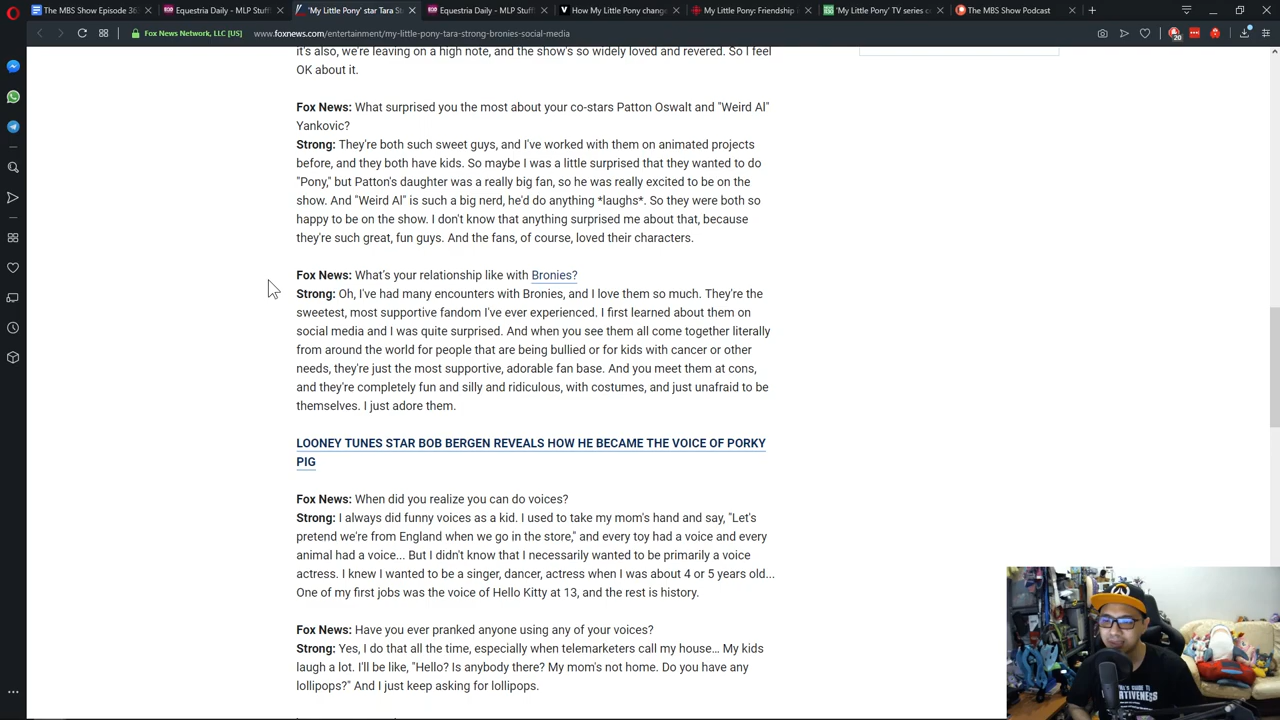 The MBS Show Episode 36
Equestria Daily - MLP Stuff
'My Little Pony' star Tara St
Equestria Daily - MLP Stuff
How My Little Pony change
My Little Pony: Friendship
'My Little Pony' TV series c
The MBS Show Podcast
Fox News Network, LLC [US]
www.foxnews.com/entertainment/my-little-pony-tara-strong-bronies-social-media
20
it's also, we're leaving on a high note, and the show's so widely loved and revered. So I feel
OK about it.
Fox News: What surprised you the most about your co-stars Patton Oswalt and "Weird Al"
Yankovic?
Strong: They're both such sweet guys, and I've worked with them on animated projects
before, and they both have kids. So maybe I was a little surprised that they wanted to do
"Pony," but Patton's daughter was a really big fan, so he was really excited to be on the
show. And "Weird Al" is such a big nerd, he'd do anything *laughs*. So they were both so
happy to be on the show. I don't know that anything surprised me about that, because
they're such great, fun guys. And the fans, of course, loved their characters.
Fox News: What's your relationship like with Bronies?
Strong: Oh, I've had many encounters with Bronies, and I love them so much. They're the
sweetest, most supportive fandom I've ever experienced. I first learned about them on
social media and I was quite surprised. And when you see them all come together literally
from around the world for people that are being bullied or for kids with cancer or other
needs, they're just the most supportive, adorable fan base. And you meet them at cons,
and they're completely fun and silly and ridiculous, with costumes, and just unafraid to be
themselves. I just adore them.
LOONEY TUNES STAR BOB BERGEN REVEALS HOW HE BECAME THE VOICE OF PORKY
PIG
Fox News: When did you realize you can do voices?
Strong: I always did funny voices as a kid. I used to take my mom's hand and say, "Let's
pretend we're from England when we go in the store," and every toy had a voice and every
animal had a voice... But I didn't know that I necessarily wanted to be primarily a voice
actress. I knew I wanted to be a singer, dancer, actress when I was about 4 or 5 years old...
One of my first jobs was the voice of Hello Kitty at 13, and the rest is history.
Fox News: Have you ever pranked anyone using any of your voices?
Strong: Yes, I do that all the time, especially when telemarketers call my house… My kids
laugh a lot. I'll be like, "Hello? Is anybody there? My mom's not home. Do you have any
lollipops?" And I just keep asking for lollipops.